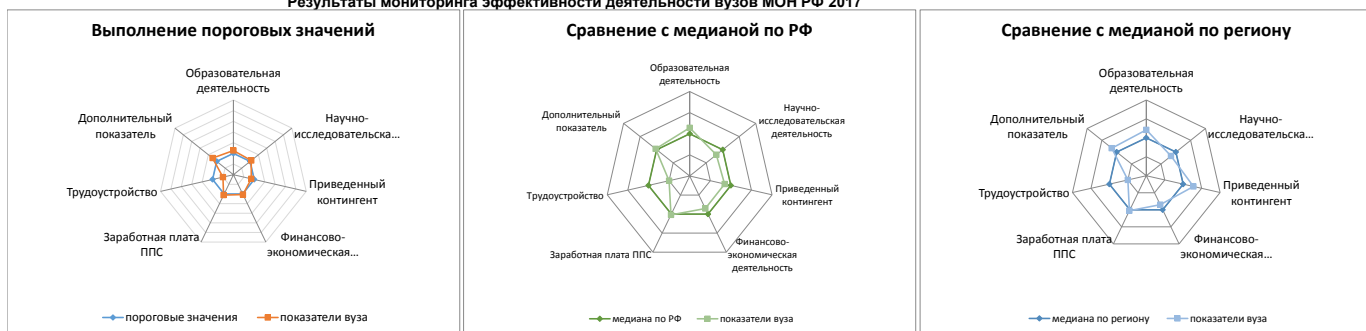 Результаты мониторинга эффективности деятельности вузов МОН РФ 2017
Выполнение пороговых значений
Образовательная
деятельность
Научно-
исследовательска...
Приведенный
контингент
Финансово-
экономическая...
Заработная плата
ППС
Трудоустройство
Дополнительный
показатель
пороговые значения
показатели вуза
Сравнение с медианой по РФ
Образовательная
деятельность
Научно-
исследовательская
деятельность
Приведенный
контингент
Финансово-
экономическая
деятельность
Заработная плата ППС
Трудоустройство
Дополнительный
показатель
медиана по РФ
показатели вуза
Сравнение с медианой по региону
Образовательная
деятельность
Научно-
исследовательска...
Приведенный
контингент
Финансово-
экономическая...
Заработная плата
ППС
Трудоустройство
Дополнительный
показатель
медиана по региону
показатели вуза